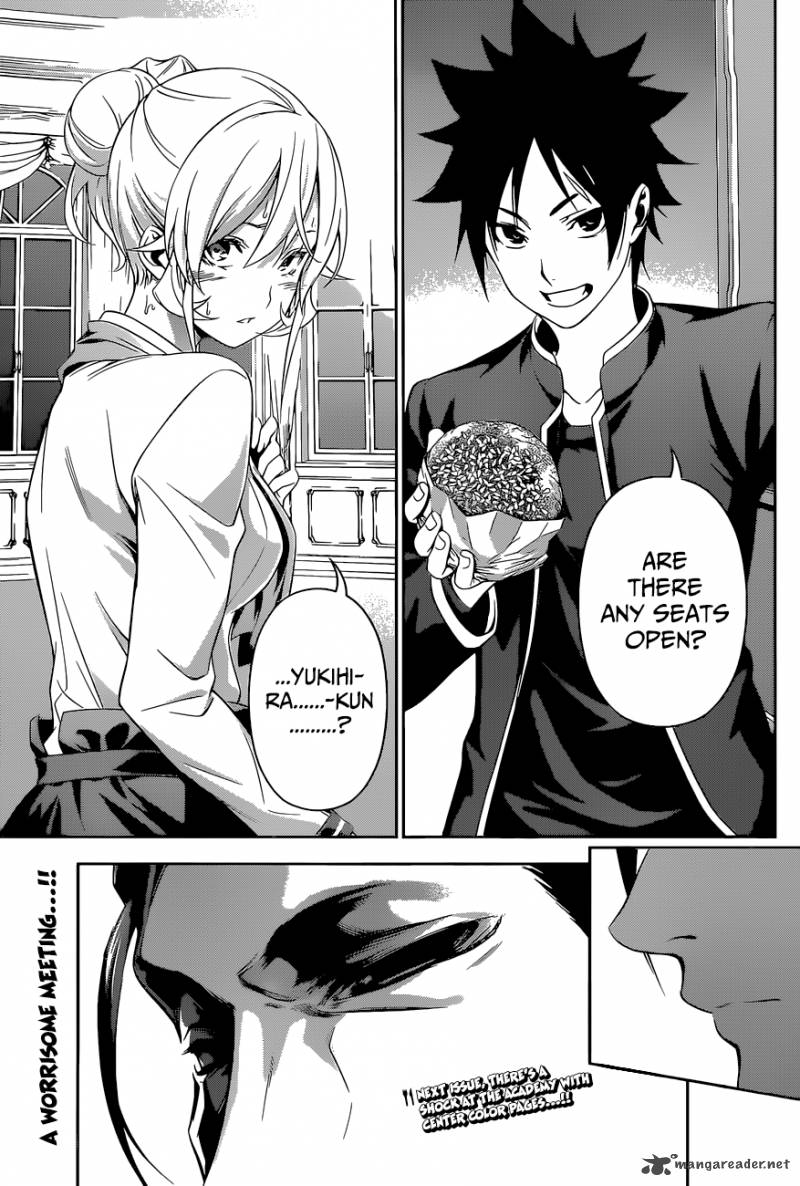 ARE
THERE
ANY SEATS
OPEN?
...YUKIHI-
RA......-KUN
..........?
A WORRISOME MEETING...!!
NEXT ISSUE, THERE'S A
SHOCK AT THE ACADEMY WITH
CENTER COLOR PAGES...!!
mangareader.net